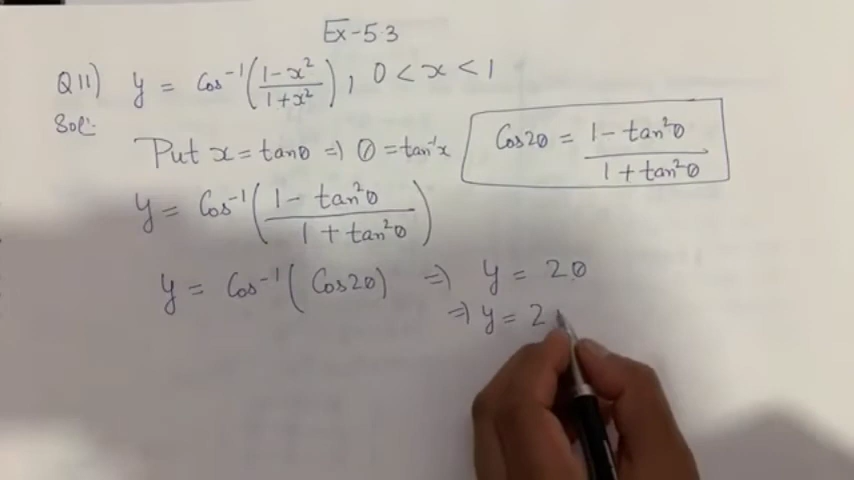 Ex-5.3
Q11) y = Cos⁻¹((1-x²)/(1+x²)), 0 < x < 1
Sol:
Put x = tanθ ⇒ θ = tan⁻¹x
Cos2θ = (1 - tan²θ)/(1 + tan²θ)
y = Cos⁻¹((1 - tan²θ)/(1 + tan²θ))
y = Cos⁻¹(Cos2θ) ⇒ y = 2θ
⇒ y = 2